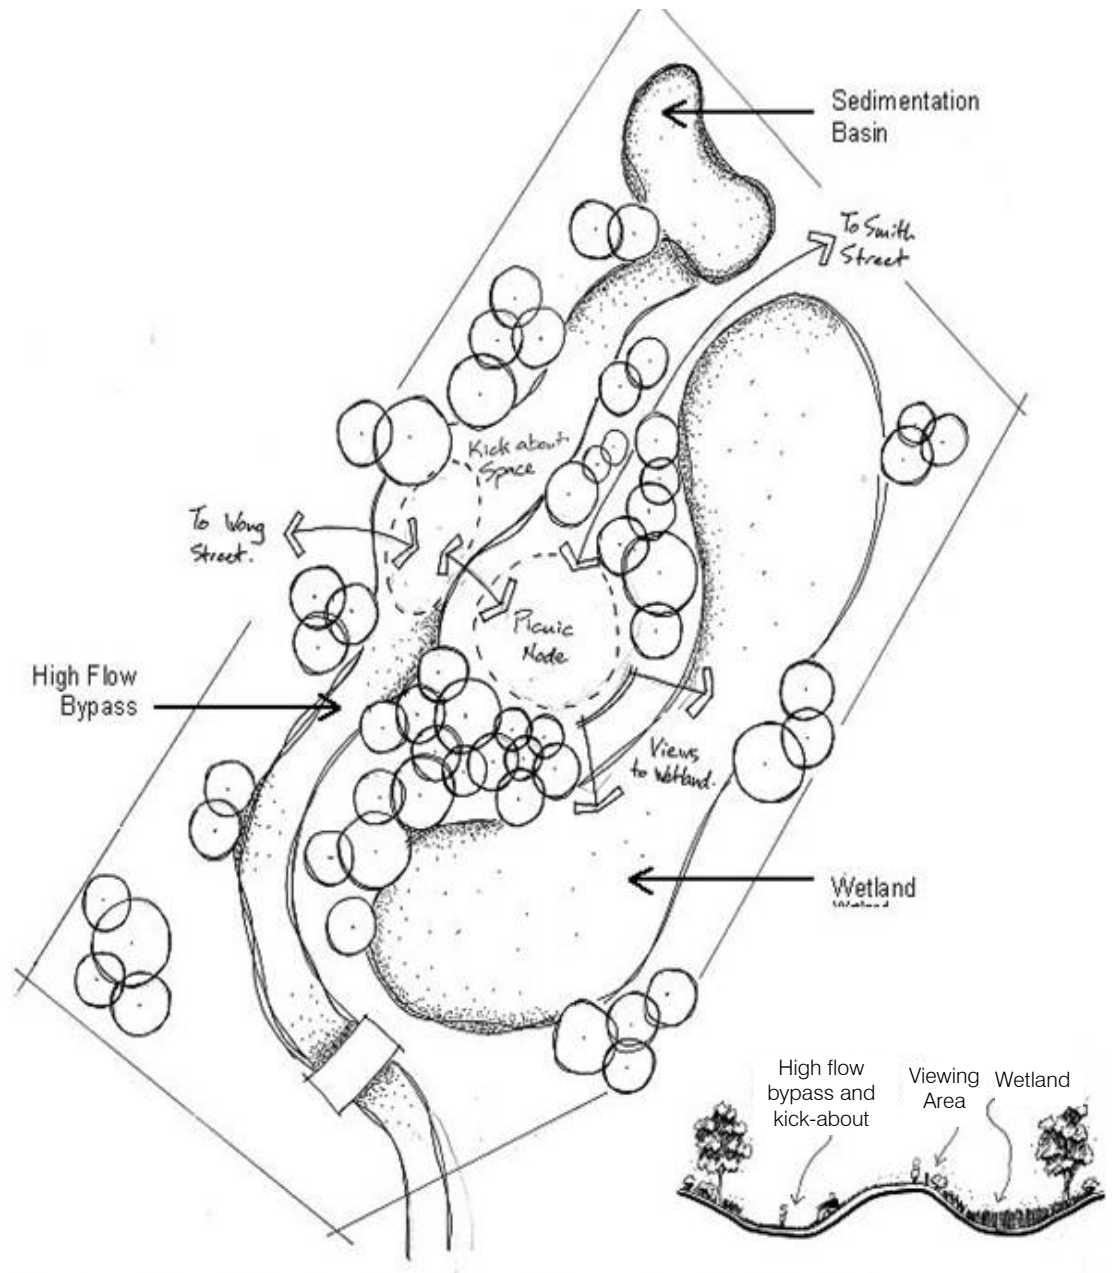 Sedimentation
Basin
To Smith
Street
Kick about
Space
To Wong
Street.
Picnic
Node
High Flow
Bypass
Views
to Wetland.
Wetland
Wetland
High flow
bypass and
kick-about
Viewing
Area
Wetland